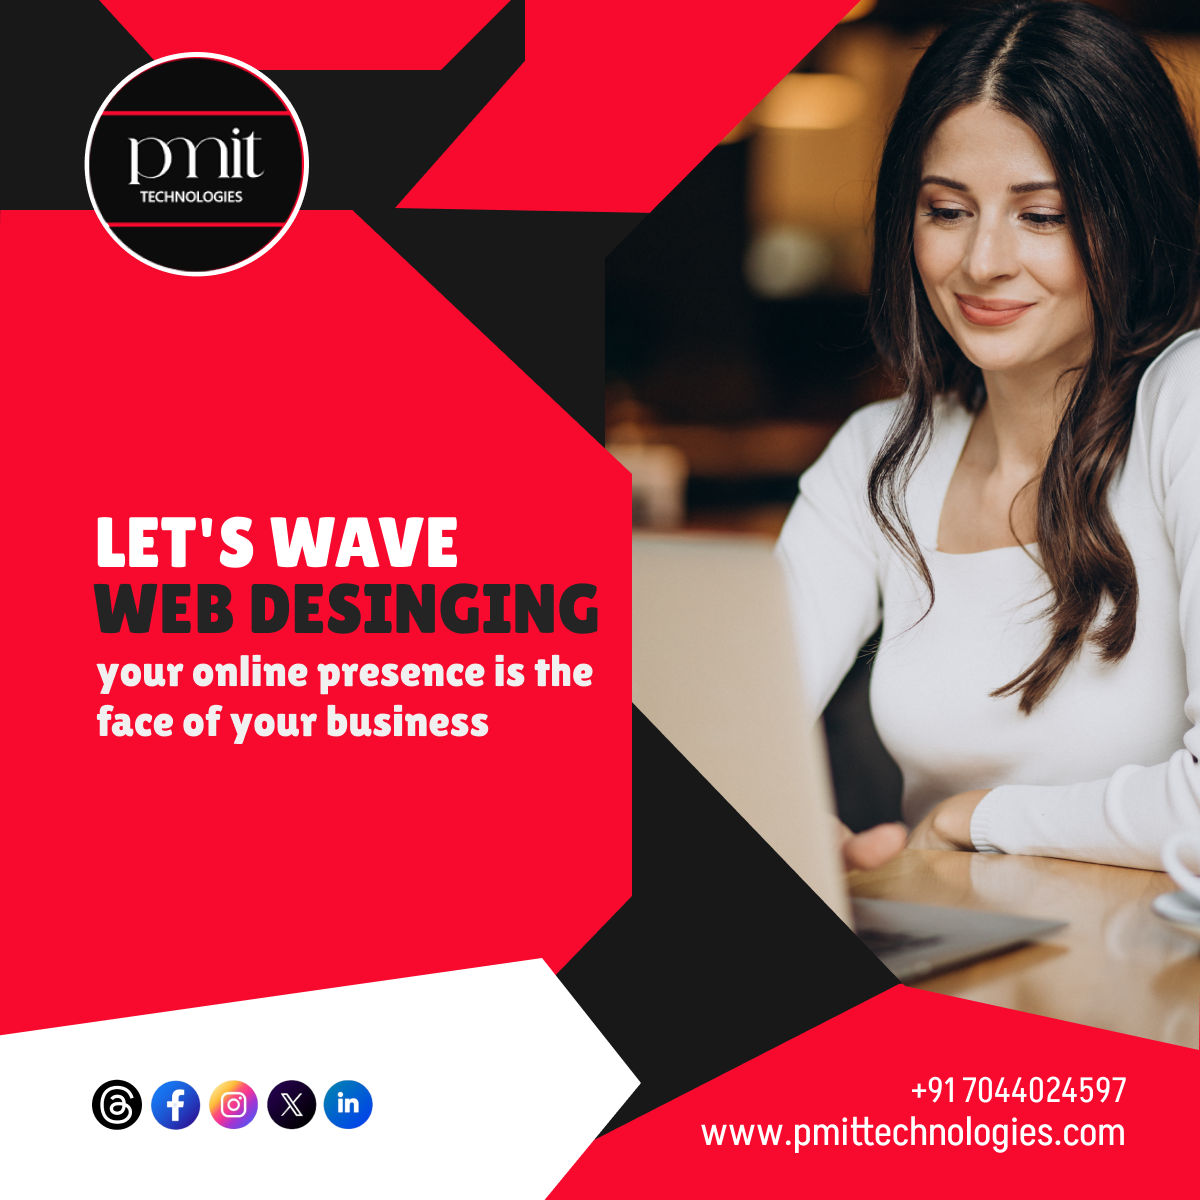 pmit
TECHNOLOGIES
LET'S WAVE
WEB DESINGING
your online presence is the
face of your business
in
+91 7044024597
www.pmittechnologies.com